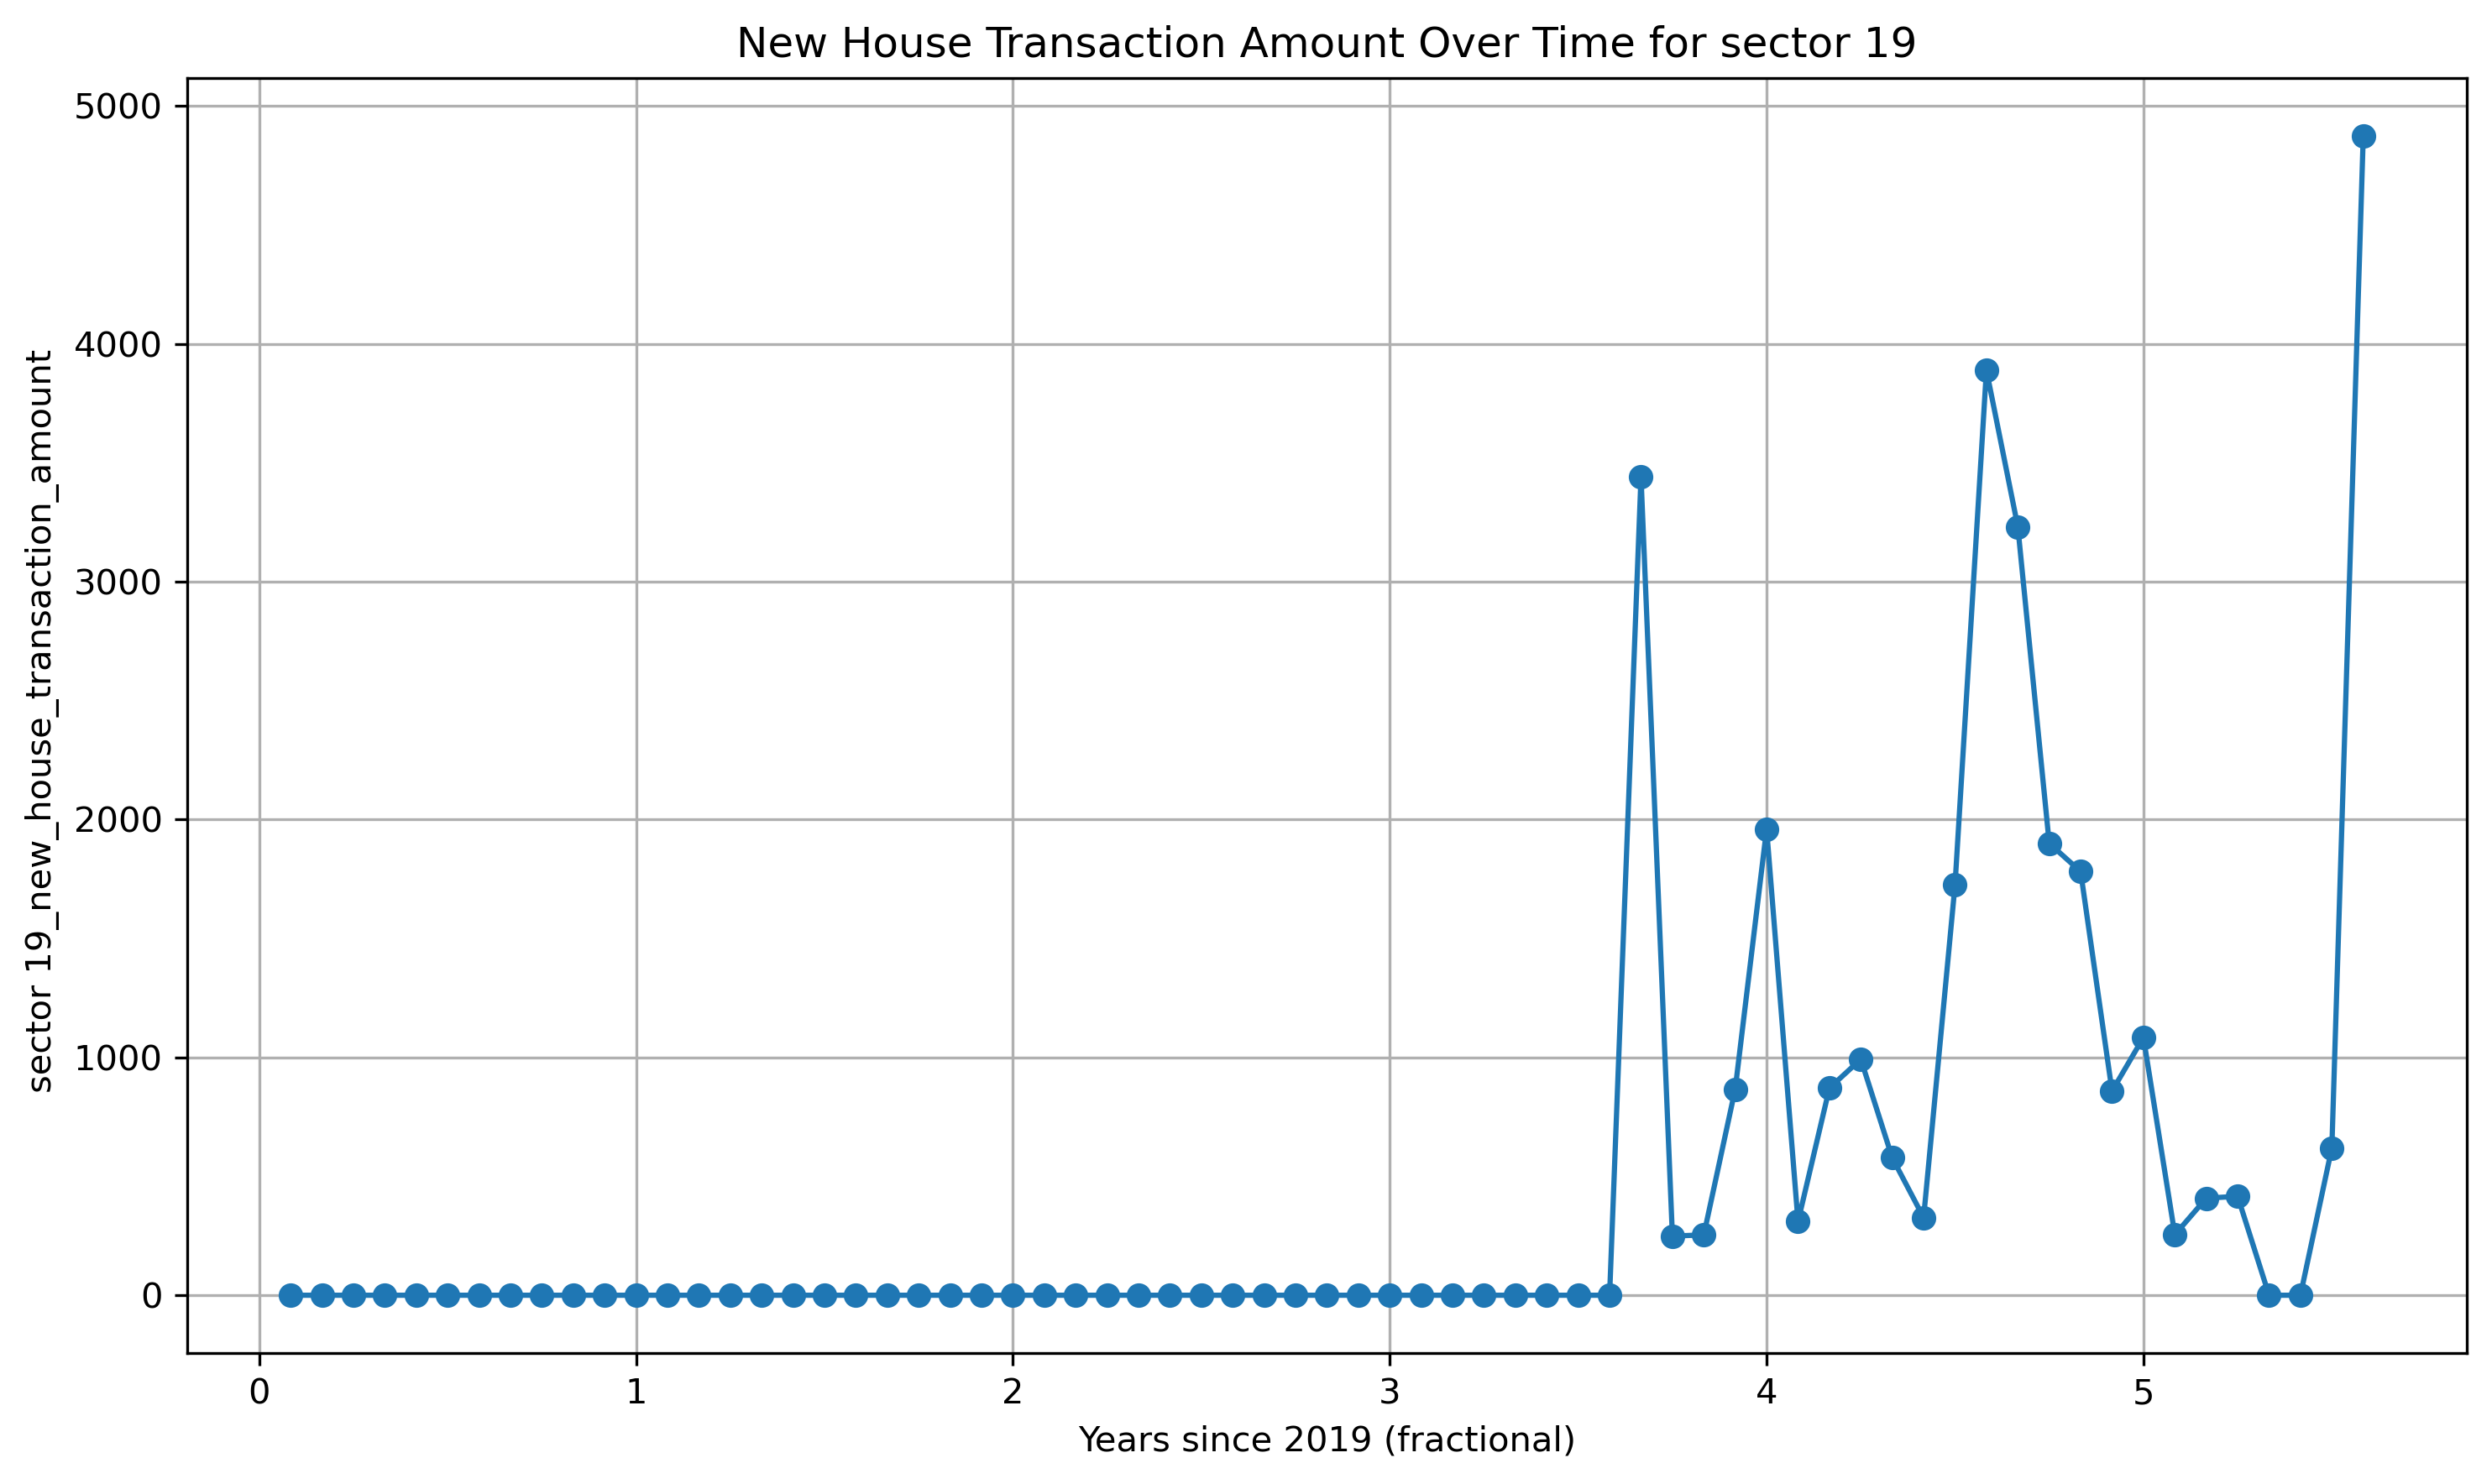 New House Transaction Amount Over Time for sector 19
sector 19_new_house_transaction_amount
5000
4000
3000
2000
1000
0
0 1 2 3 4 5
Years since 2019 (fractional)